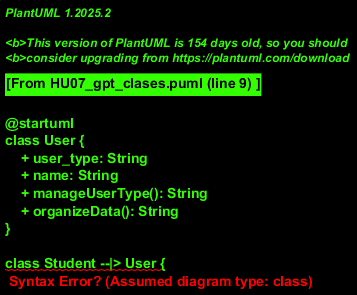 PlantUML 1.2025.2
<b>This version of PlantUML is 154 days old, so you should
<b>consider upgrading from https://plantuml.com/download
[From HU07_gpt_clases.puml (line 9) ]
@startuml
class User {
+ user_type: String
+ name: String
+ manageUserType(): String
+ organizeData(): String
}
class Student --|> User {
Syntax Error? (Assumed diagram type: class)